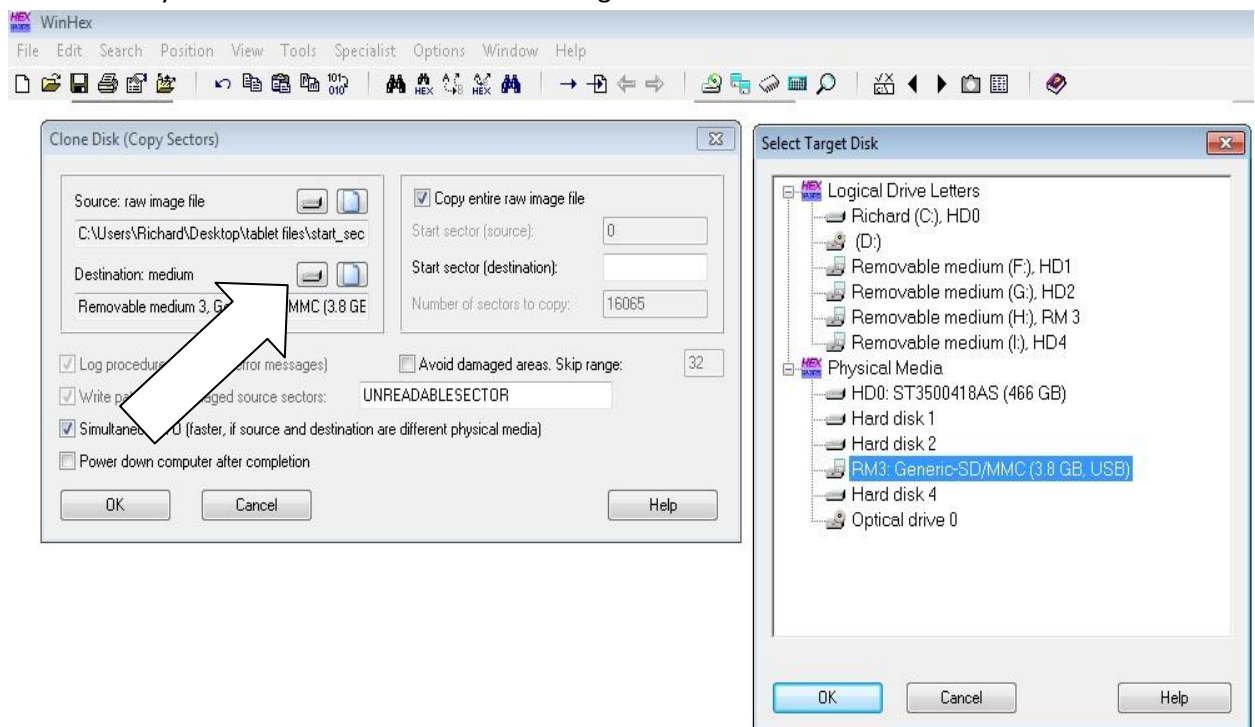 WinHex
File Edit Search Position View Tools Specialist Options Window Help
Clone Disk (Copy Sectors)
Source: raw image file
C:\Users\Richard\Desktop\tablet files\start_sec
Destination: medium
Removable medium 3, MMC (3.8 GE
Copy entire raw image file
Start sector (source): 0
Start sector (destination):
Number of sectors to copy: 16065
Log procedure error messages)
Avoid damaged areas. Skip range: 32
Write source sectors: UNREADABLESECTOR
(faster, if source and destination are different physical media)
Power down computer after completion
OK Cancel Help
Select Target Disk
Logical Drive Letters
Richard (C:), HD0
(D:)
Removable medium (F:), HD1
Removable medium (G:), HD2
Removable medium (H:), RM 3
Removable medium (I:), HD4
Physical Media
HD0: ST3500418AS (466 GB)
Hard disk 1
Hard disk 2
RM3: Generic-SD/MMC (3.8 GB, USB)
Hard disk 4
Optical drive 0
OK Cancel Help